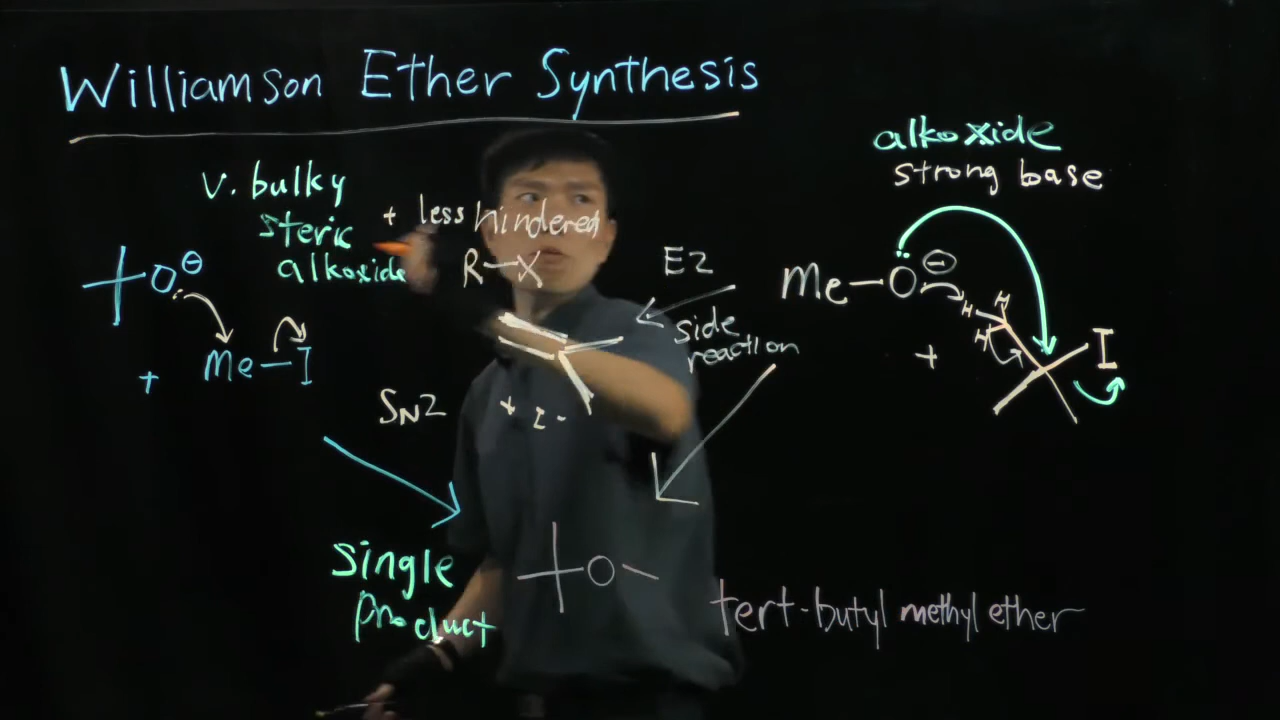 Williamson Ether Synthesis
v. bulky
steric
alkoxide
+ less hindered
R—X
O⊖
Me—I
+
SN2
single
product
E2
side
reaction
+ I-
O
tert-butyl methyl ether
alkoxide
strong base
Me—O⊖
H
H
H
+
I